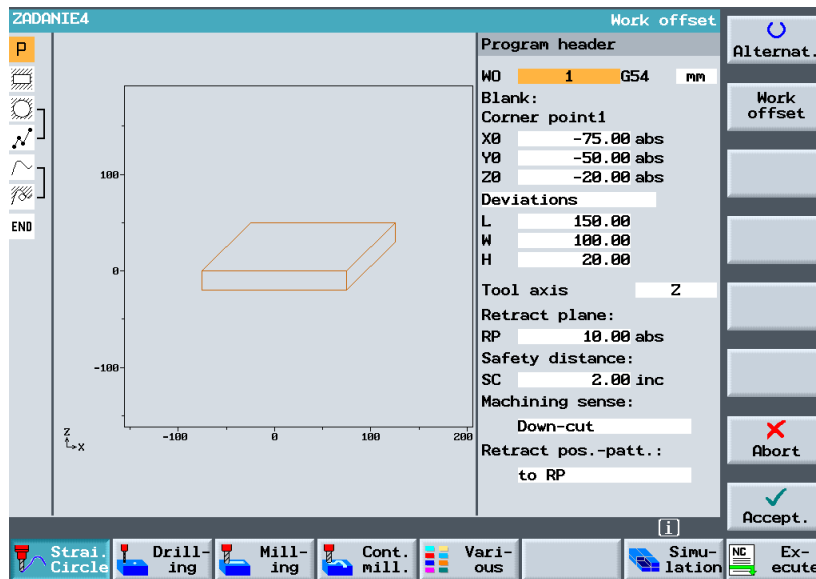 ZADANIE4 Work offset
P
END
Z
X
100
0
-100
-100 0 100 200
Program header
WO 1 G54 mm
Blank:
Corner point1
X0 -75.00 abs
Y0 -50.00 abs
Z0 -20.00 abs
Deviations
L 150.00
W 100.00
H 20.00
Tool axis Z
Retract plane:
RP 10.00 abs
Safety distance:
SC 2.00 inc
Machining sense:
Down-cut
Retract pos.-patt.:
to RP
i
Alternat.
Work
offset
Abort
Accept.
Strai.
Circle
Drill-
ing
Mill-
ing
Cont.
mill.
Vari-
ous
Simu-
lation
NC
Ex-
ecute